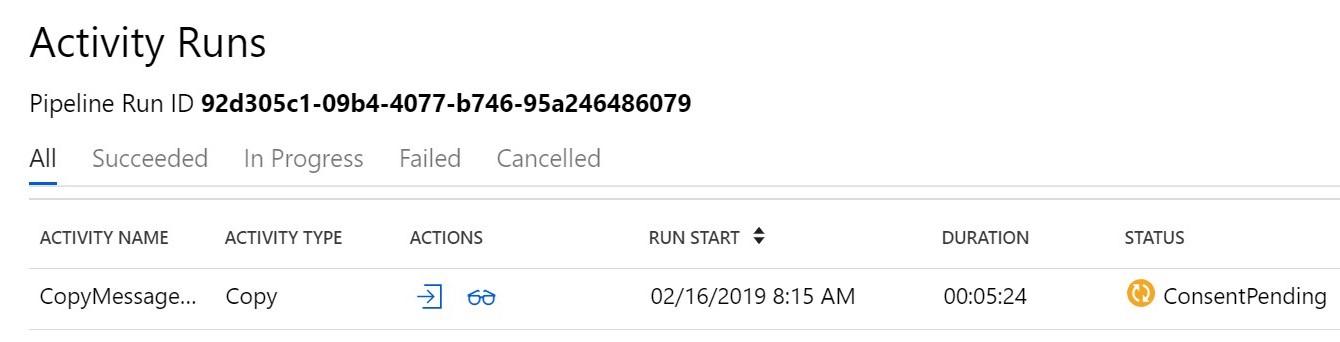 Activity Runs
Pipeline Run ID 92d305c1-09b4-4077-b746-95a246486079
All Succeeded In Progress Failed Cancelled
ACTIVITY NAME ACTIVITY TYPE ACTIONS RUN START DURATION STATUS
CopyMessage... Copy 02/16/2019 8:15 AM 00:05:24 ConsentPending